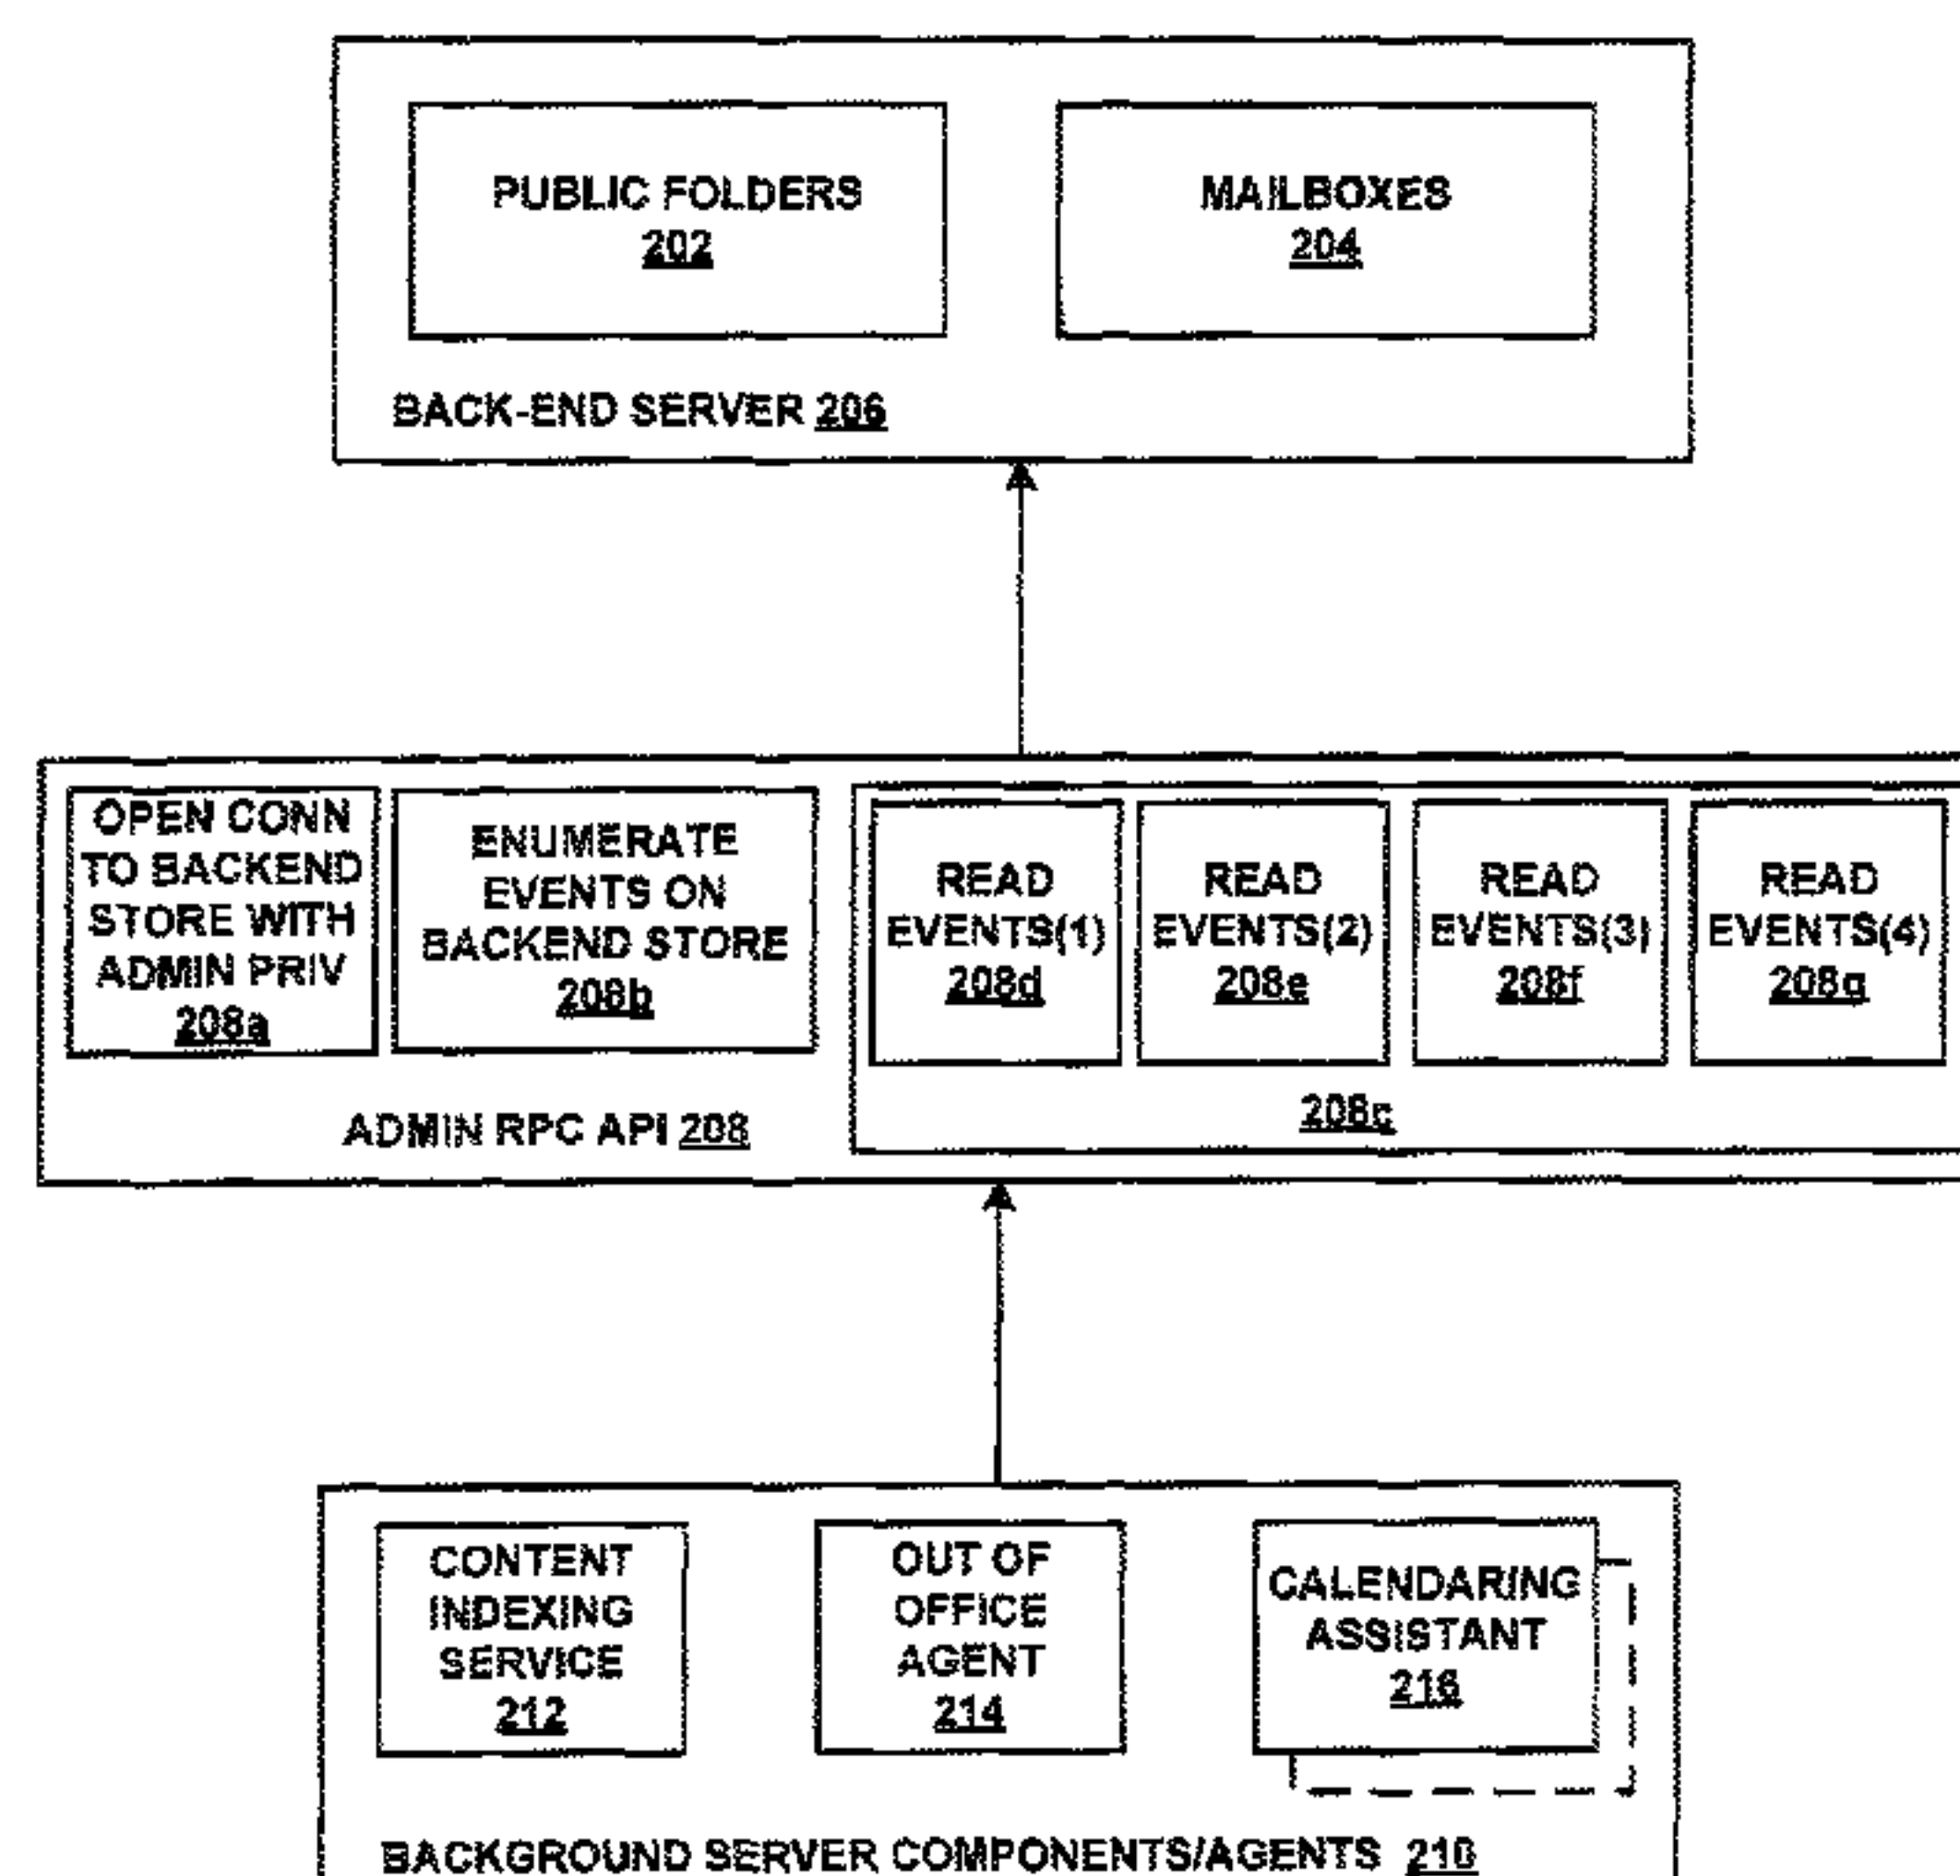 PUBLIC FOLDERS
202
MAILBOXES
204
BACK-END SERVER 206
OPEN CONN
TO BACKEND
STORE WITH
ADMIN PRIV
208a
ENUMERATE
EVENTS ON
BACKEND STORE
208b
READ
EVENTS(1)
208d
READ
EVENTS(2)
208e
READ
EVENTS(3)
208f
READ
EVENTS(4)
208g
208c
ADMIN RPC API 208
CONTENT
INDEXING
SERVICE
212
OUT OF
OFFICE
AGENT
214
CALENDARING
ASSISTANT
216
BACKGROUND SERVER COMPONENTS/AGENTS 210